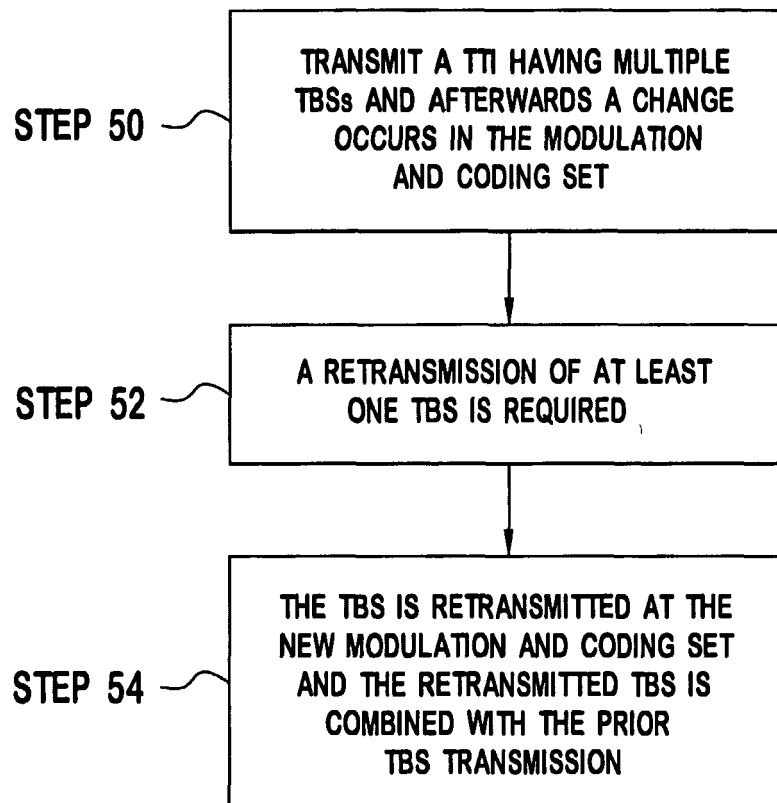 STEP 50
TRANSMIT A TTI HAVING MULTIPLE
TBSs AND AFTERWARDS A CHANGE
OCCURS IN THE MODULATION
AND CODING SET
STEP 52
A RETRANSMISSION OF AT LEAST
ONE TBS IS REQUIRED
STEP 54
THE TBS IS RETRANSMITTED AT THE
NEW MODULATION AND CODING SET
AND THE RETRANSMITTED TBS IS
COMBINED WITH THE PRIOR
TBS TRANSMISSION